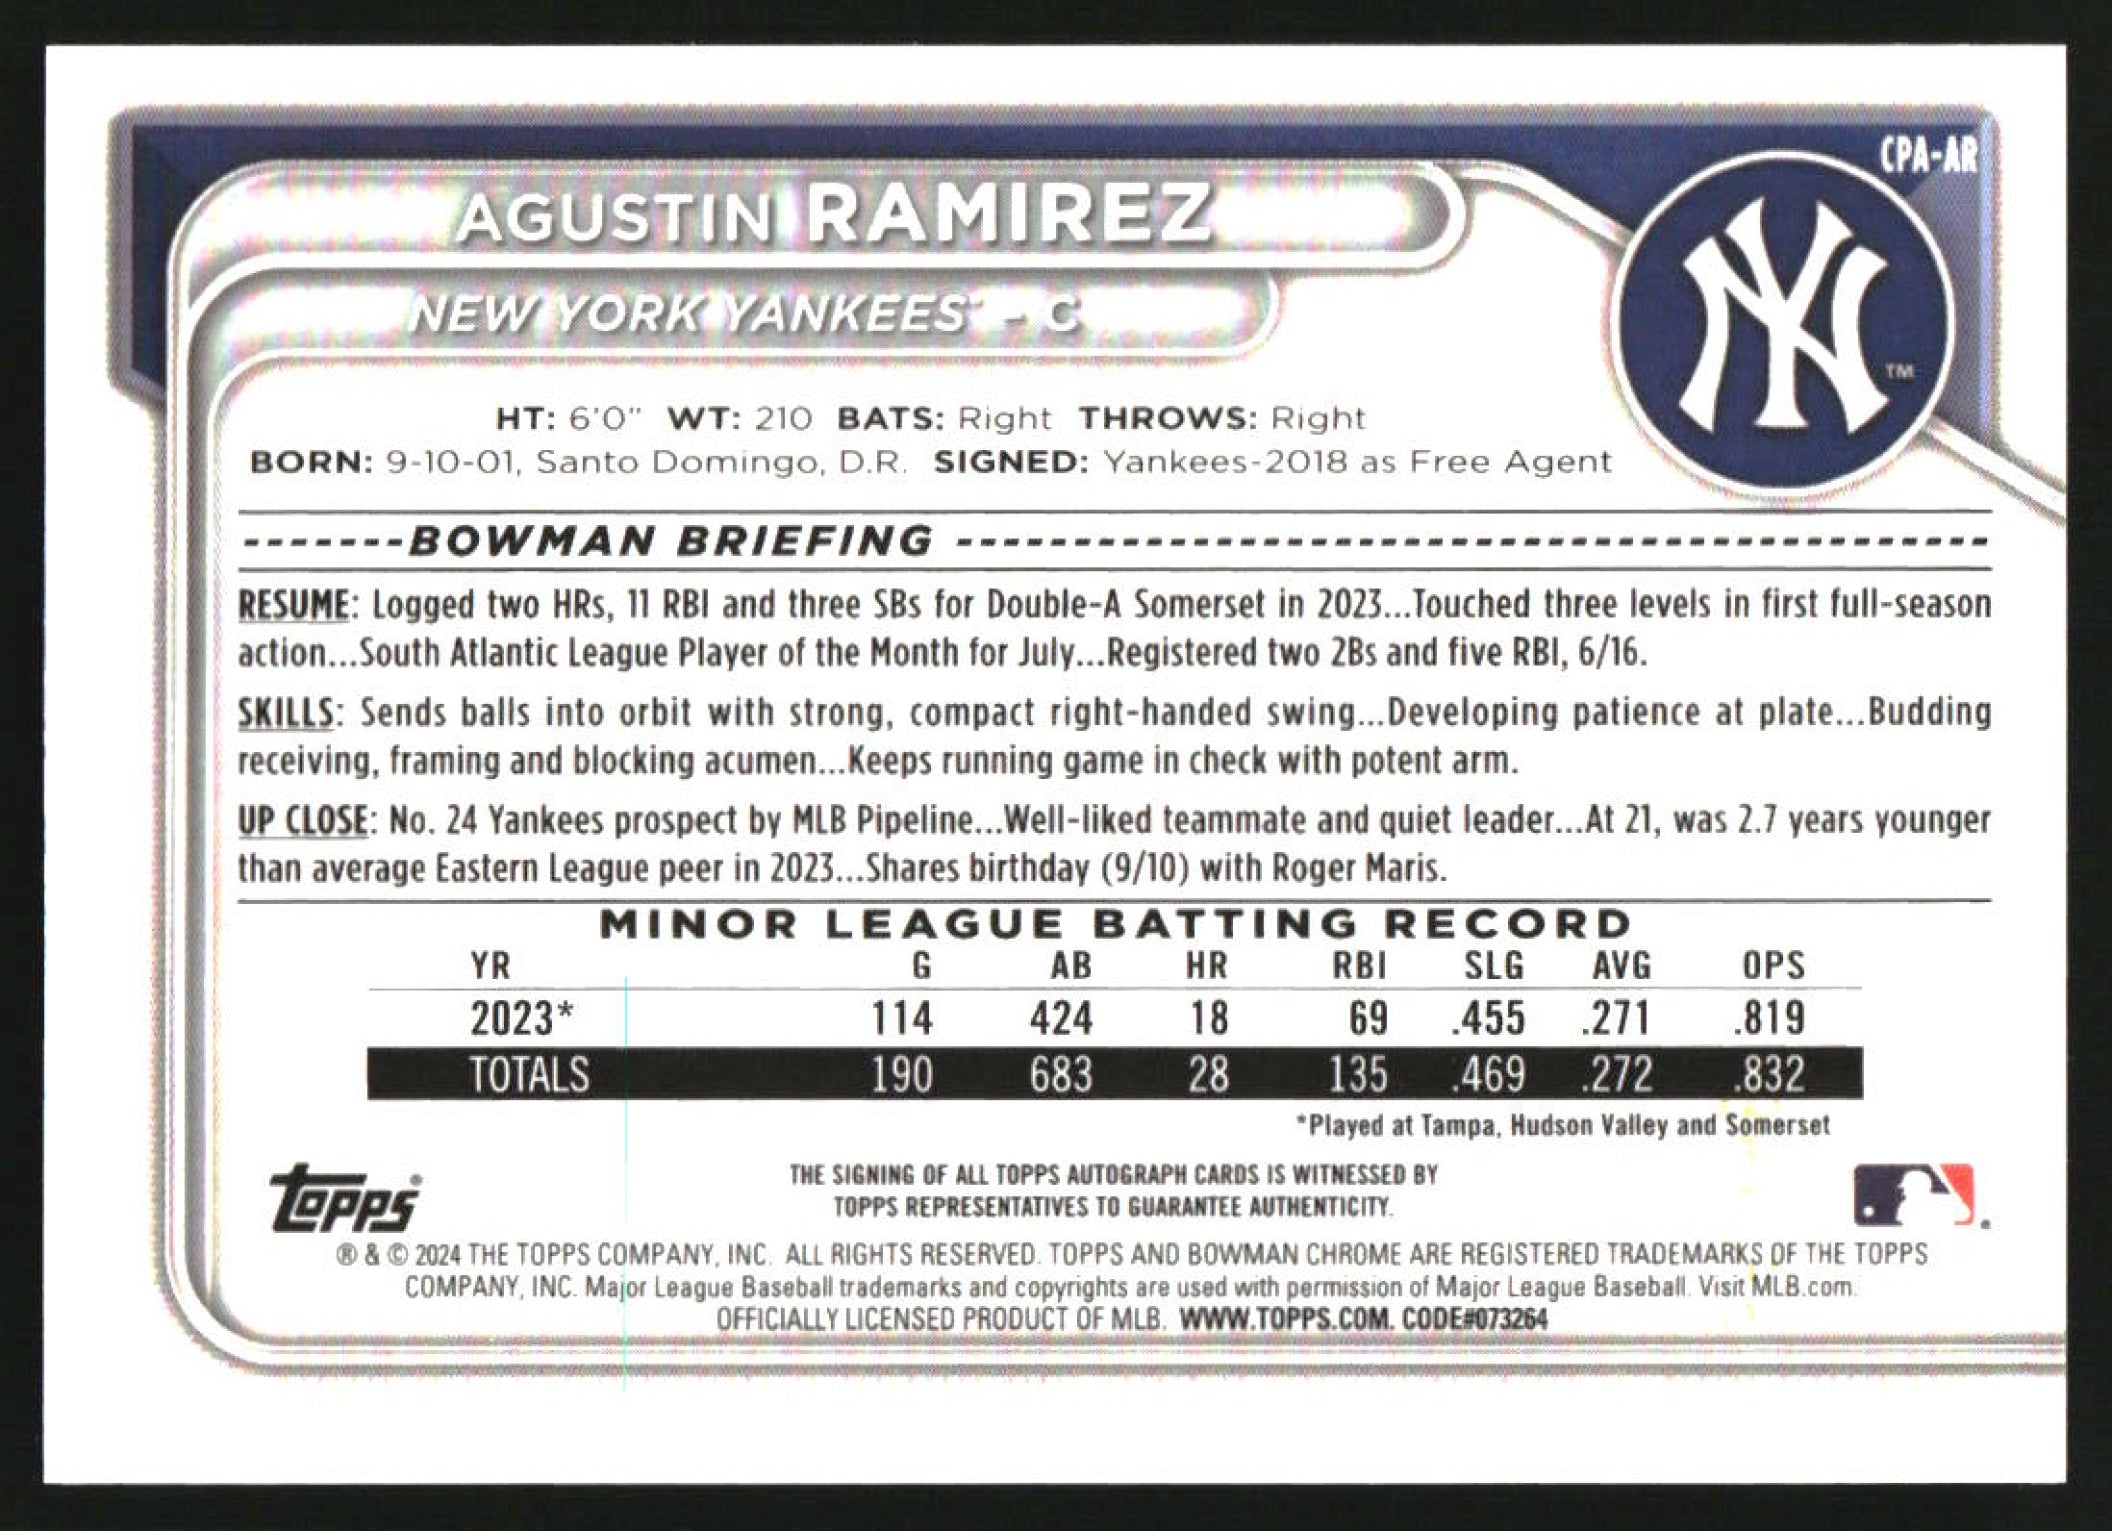 CPA-AR
AGUSTIN RAMIREZ
NEW YORK YANKEES™ - C
NY
TM
HT: 6'0" WT: 210 BATS: Right THROWS: Right
BORN: 9-10-01, Santo Domingo, D.R. SIGNED: Yankees-2018 as Free Agent
-------BOWMAN BRIEFING ----------------------------------------
RESUME: Logged two HRs, 11 RBI and three SBs for Double-A Somerset in 2023...Touched three levels in first full-season
action...South Atlantic League Player of the Month for July...Registered two 2Bs and five RBI, 6/16.
SKILLS: Sends balls into orbit with strong, compact right-handed swing...Developing patience at plate...Budding
receiving, framing and blocking acumen...Keeps running game in check with potent arm.
UP CLOSE: No. 24 Yankees prospect by MLB Pipeline...Well-liked teammate and quiet leader...At 21, was 2.7 years younger
than average Eastern League peer in 2023...Shares birthday (9/10) with Roger Maris.
MINOR LEAGUE BATTING RECORD
YR G AB HR RBI SLG AVG OPS
2023* 114 424 18 69 .455 .271 .819
TOTALS 190 683 28 135 .469 .272 .832
*Played at Tampa, Hudson Valley and Somerset
THE SIGNING OF ALL TOPPS AUTOGRAPH CARDS IS WITNESSED BY
TOPPS REPRESENTATIVES TO GUARANTEE AUTHENTICITY.
topps®
® & © 2024 THE TOPPS COMPANY, INC. ALL RIGHTS RESERVED. TOPPS AND BOWMAN CHROME ARE REGISTERED TRADEMARKS OF THE TOPPS
COMPANY, INC. Major League Baseball trademarks and copyrights are used with permission of Major League Baseball. Visit MLB.com.
OFFICIALLY LICENSED PRODUCT OF MLB. WWW.TOPPS.COM. CODE#073264